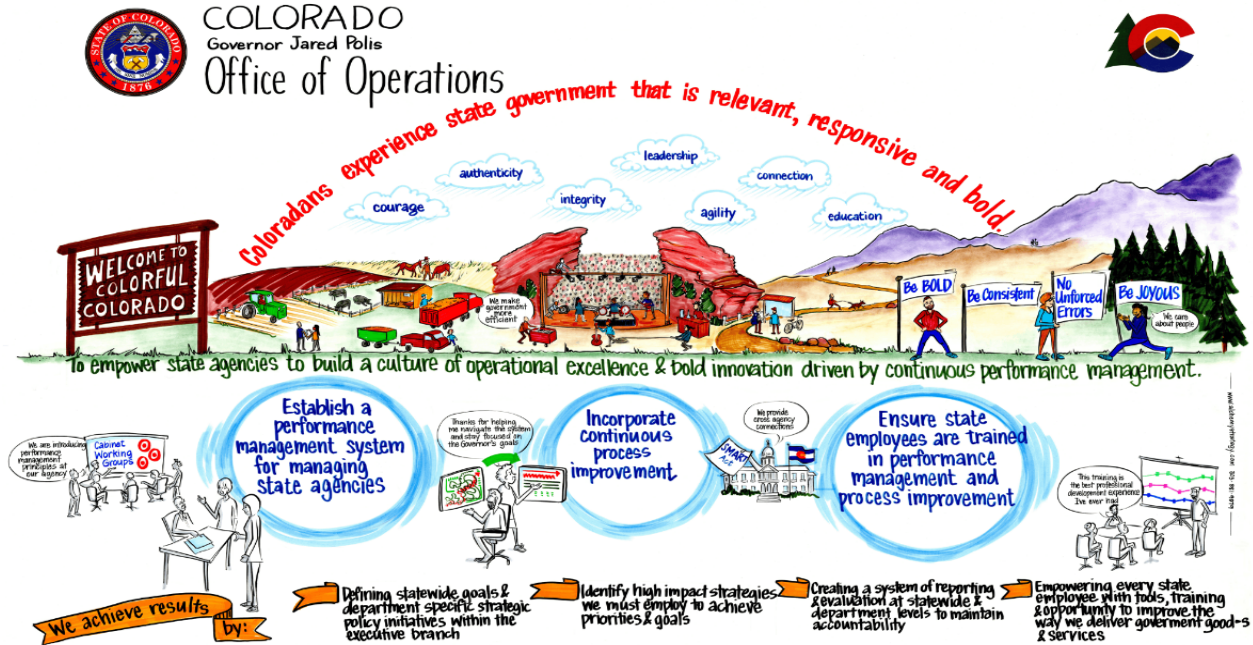 STATE OF COLORADO
1876
COLORADO
Governor Jared Polis
Office of Operations
Coloradans experience state government that is relevant, responsive and bold.
courage
authenticity
integrity
leadership
agility
connection
education
WELCOME TO
COLORFUL
COLORADO
We make
government
more
efficient
Be BOLD
Be Consistent
No
Unforced
Errors
Be JOYOUS
We care
about people
To empower state agencies to build a culture of operational excellence & bold innovation driven by continuous performance management.
We are introducing
performance
management
principles at
our agency
Cabinet
Working
Groups
Establish a
performance
management system
for managing
state agencies
Thanks for helping
me navigate the system
and stay focused on
the Governor's goals
Incorporate
continuous
process
improvement.
We provide
cross agency
connections
SMART
Act
Ensure state
employees are trained
in performance
management and
process improvement
This training is
the best professional
development experience
I've ever had
We achieve results
by:
Defining statewide goals &
department specific strategic
policy initiatives within the
executive branch
Identify high impact strategies
we must employ to achieve
priorities & goals
Creating a system of reporting
& evaluation at statewide &
department levels to maintain
accountability
Empowering every state
employee with tools, training
& opportunity to improve the
way we deliver goverment good-s
& services